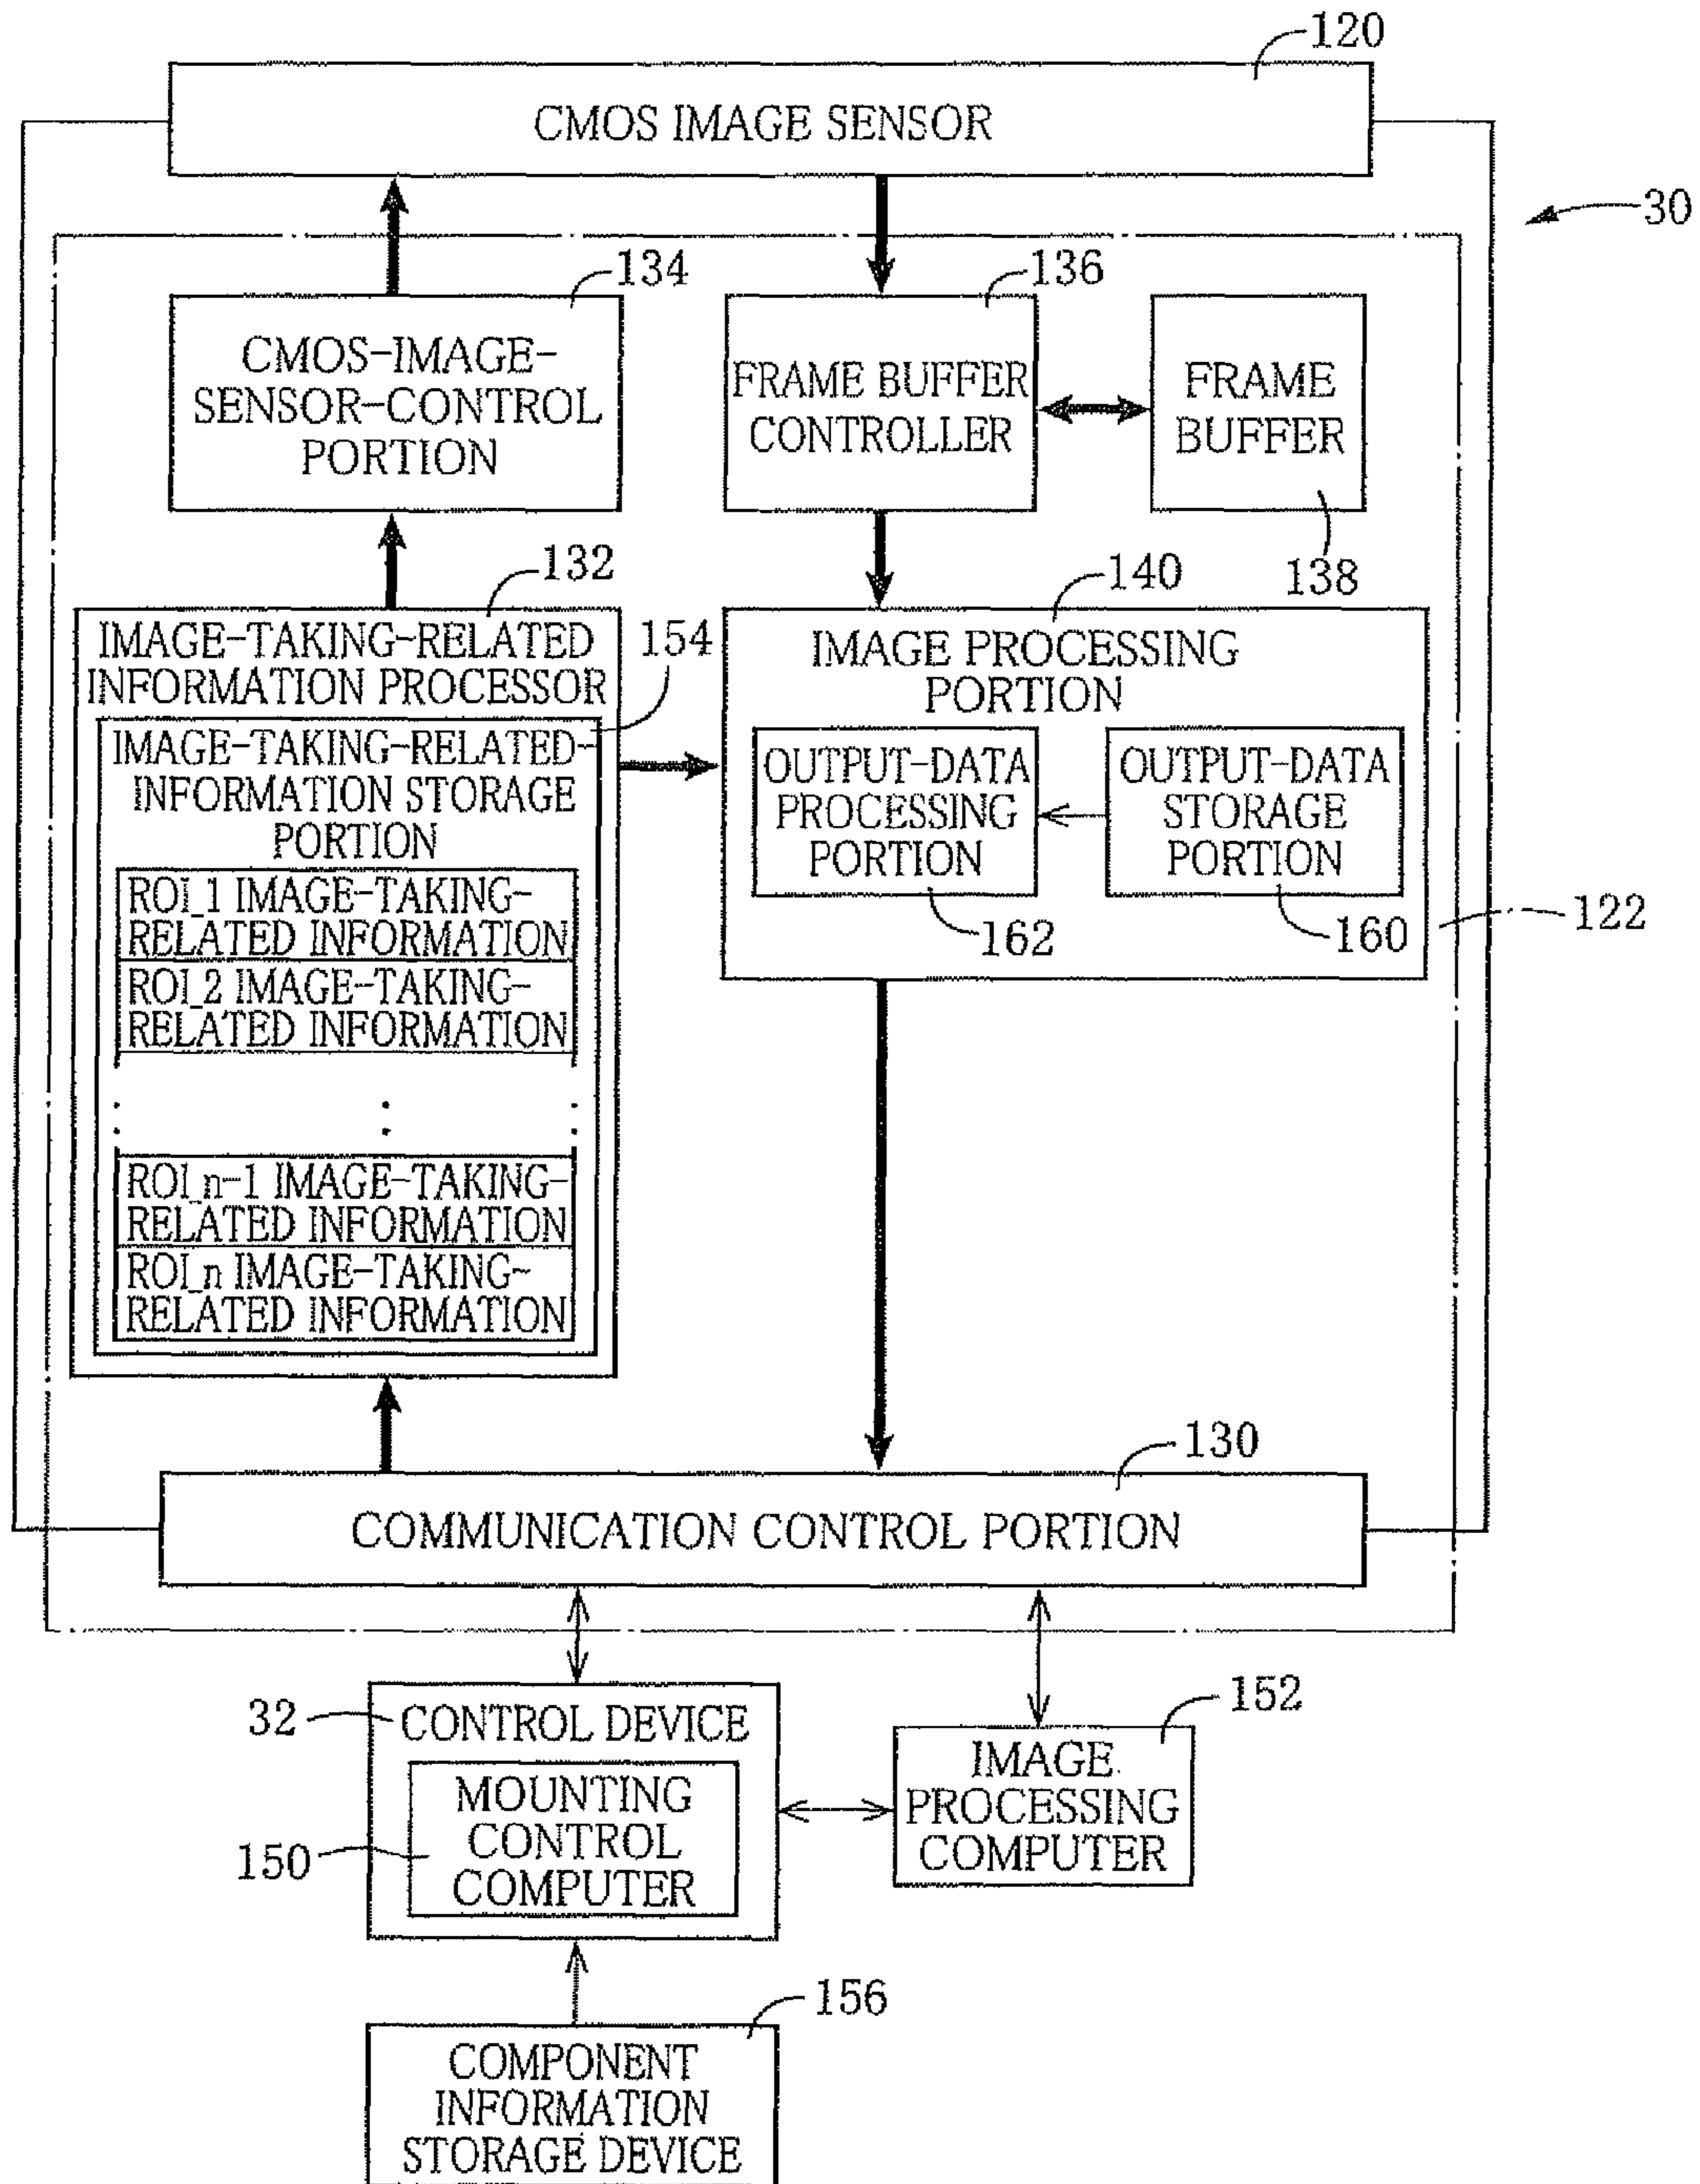 120
CMOS IMAGE SENSOR
30
134
CMOS-IMAGE-
SENSOR-CONTROL
PORTION
136
FRAME BUFFER
CONTROLLER
FRAME
BUFFER
138
132
IMAGE-TAKING-RELATED
INFORMATION PROCESSOR
154
IMAGE-TAKING-RELATED-
INFORMATION STORAGE
PORTION
ROI_1 IMAGE-TAKING-
RELATED INFORMATION
ROI_2 IMAGE-TAKING-
RELATED INFORMATION
ROI_n-1 IMAGE-TAKING-
RELATED INFORMATION
ROI_n IMAGE-TAKING-
RELATED INFORMATION
140
IMAGE PROCESSING
PORTION
OUTPUT-DATA
PROCESSING
PORTION
162
OUTPUT-DATA
STORAGE
PORTION
160
122
130
COMMUNICATION CONTROL PORTION
32
CONTROL DEVICE
MOUNTING
CONTROL
COMPUTER
150
152
IMAGE
PROCESSING
COMPUTER
156
COMPONENT
INFORMATION
STORAGE DEVICE